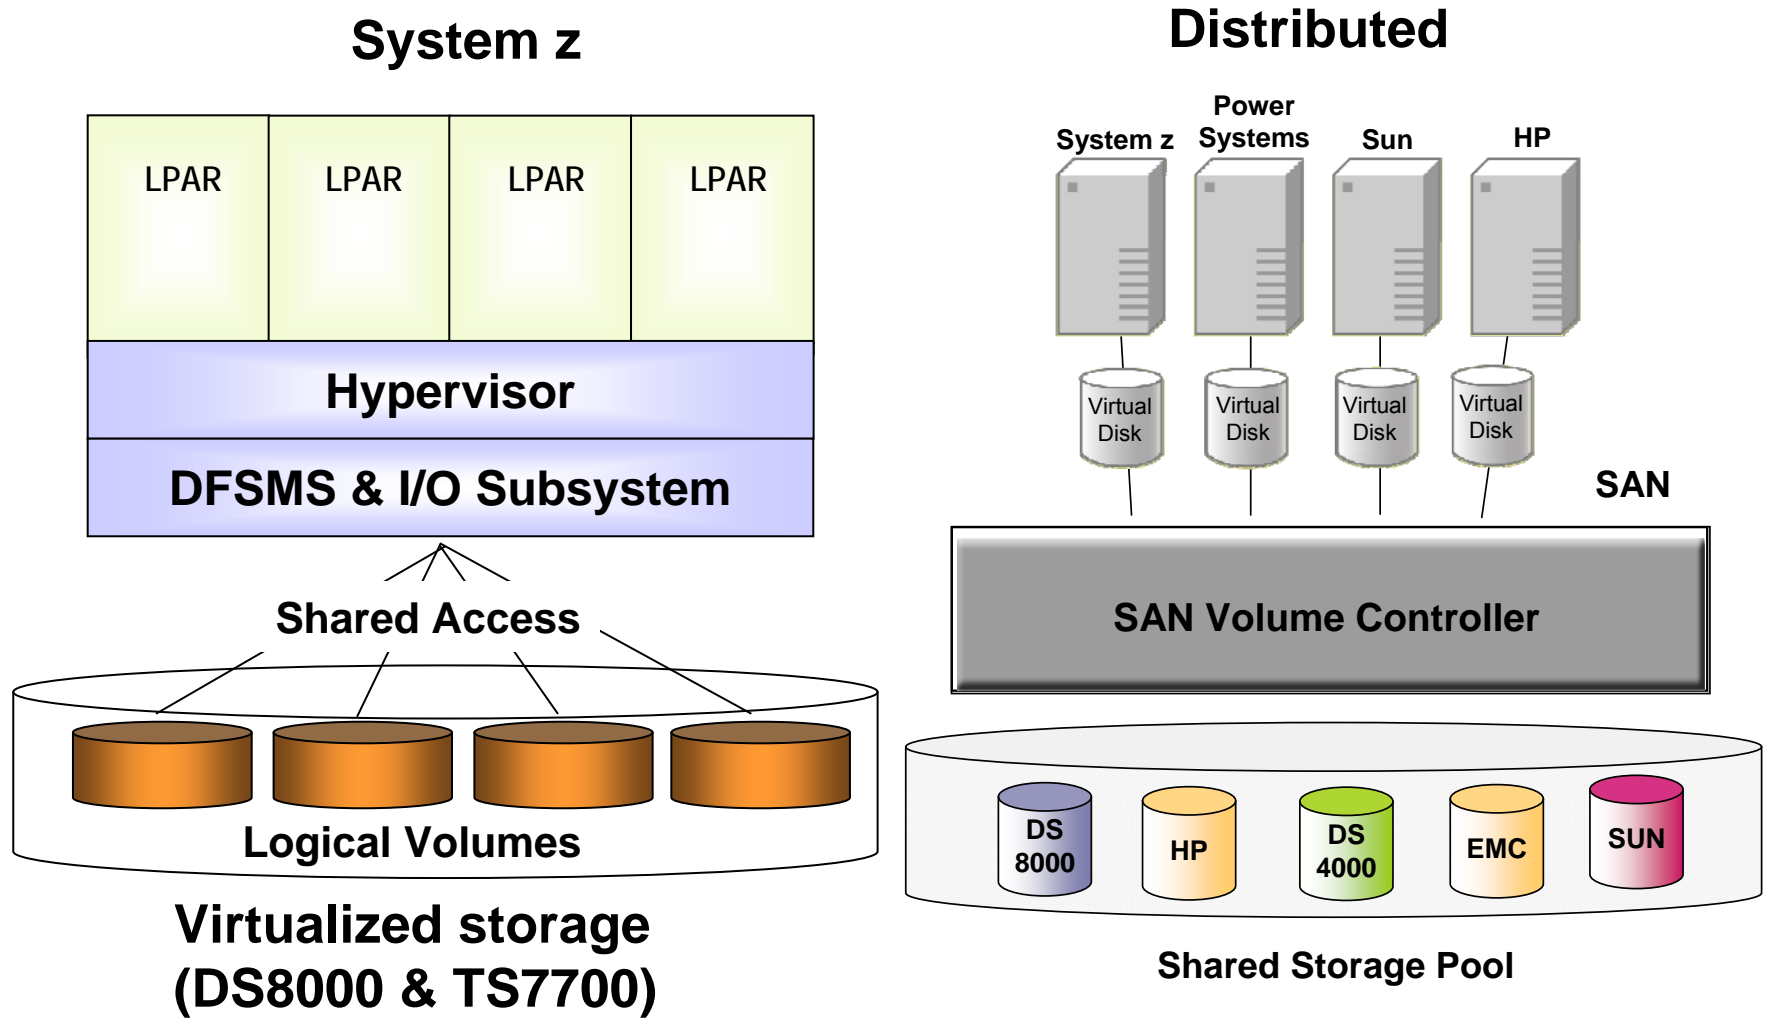 System z
LPAR
LPAR
LPAR
LPAR
Hypervisor
DFSMS & I/O Subsystem
Shared Access
Logical Volumes
Virtualized storage
(DS8000 & TS7700)
Distributed
System z
Power
Systems
Sun
HP
Virtual
Disk
Virtual
Disk
Virtual
Disk
Virtual
Disk
SAN
SAN Volume Controller
DS
8000
HP
DS
4000
EMC
SUN
Shared Storage Pool